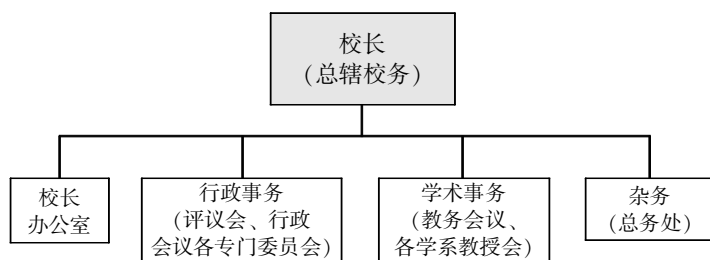 校长
(总辖校务)
校长
办公室
行政事务
(评议会、行政
会议各专门委员会)
学术事务
(教务会议、
各学系教授会)
杂务
(总务处)